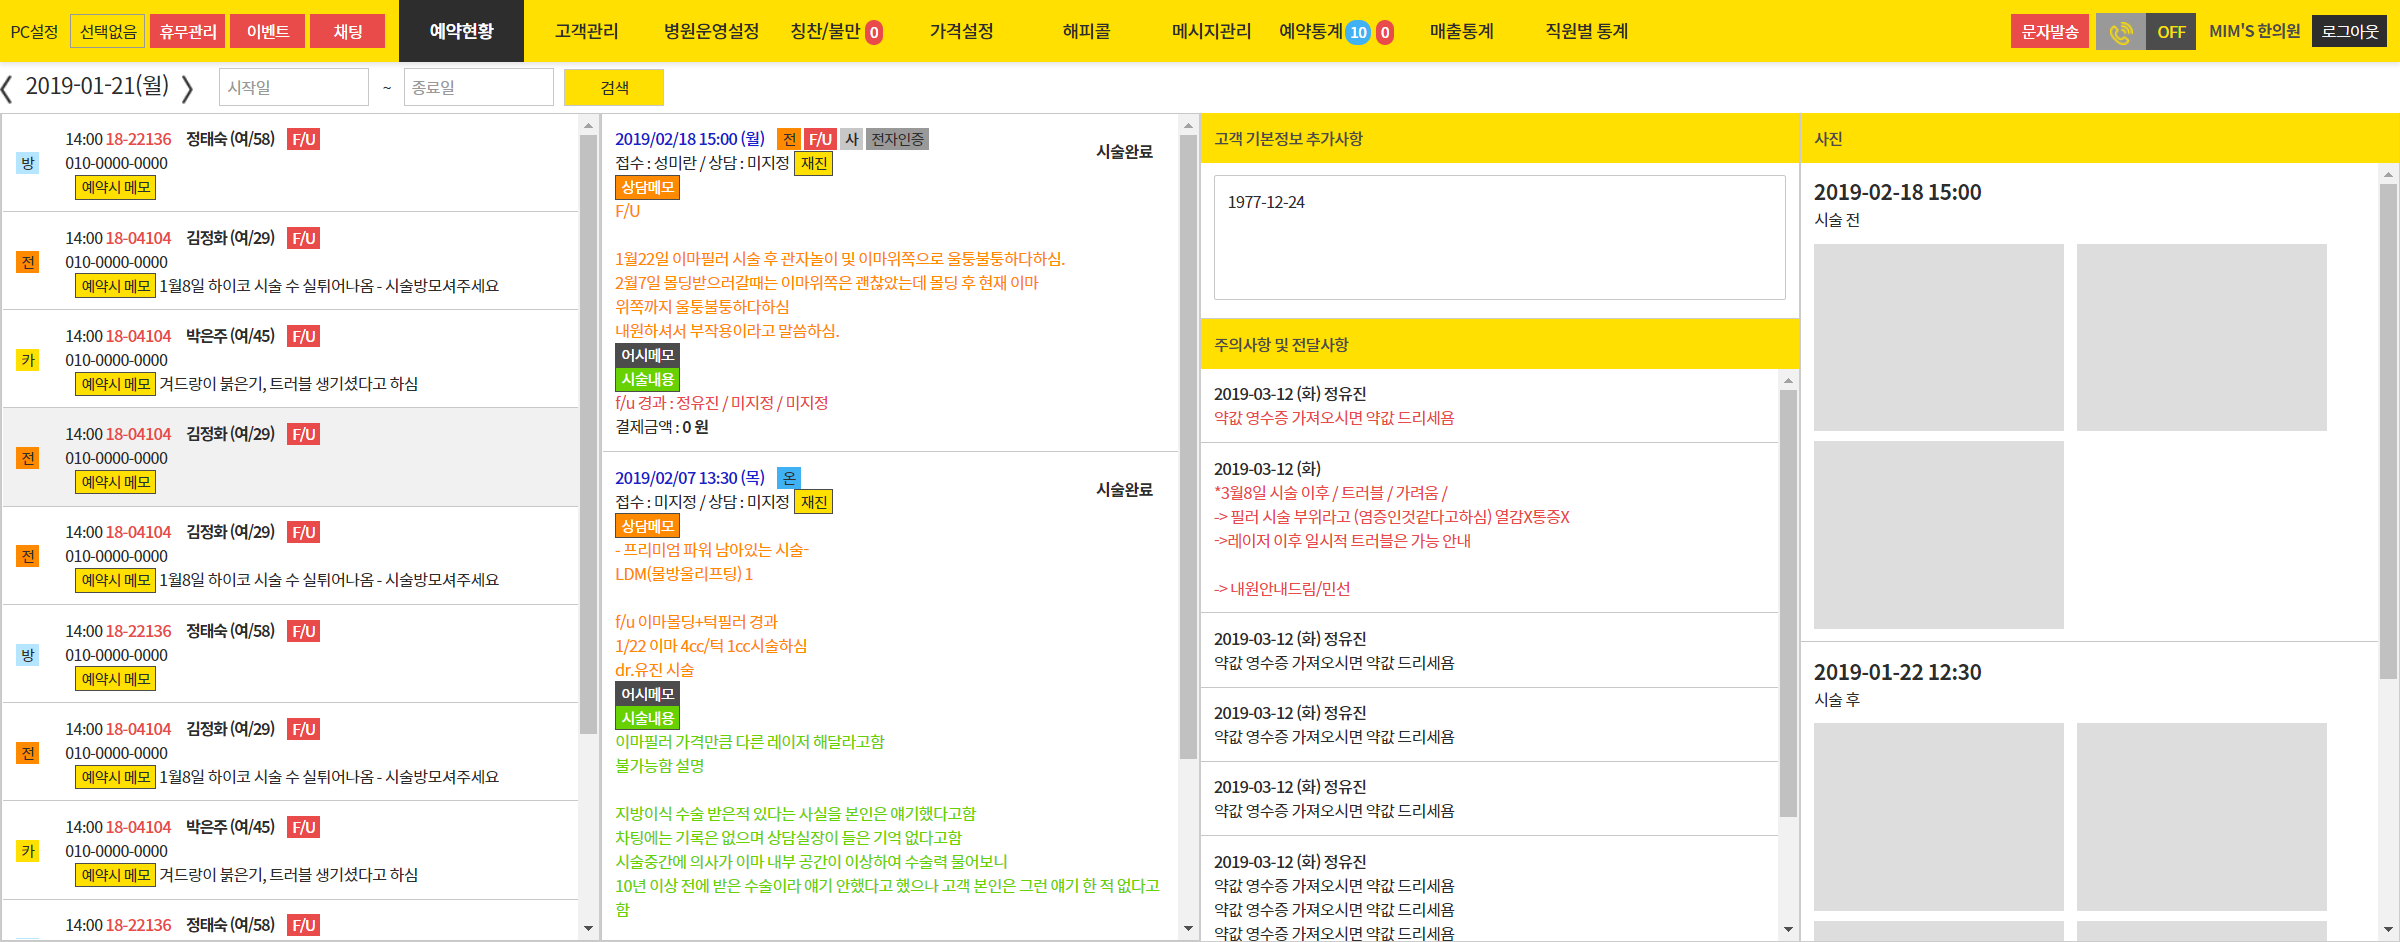 PC설정 선택없음 휴무관리 이벤트 채팅 예약현황 고객관리 병원운영설정 칭찬/불만 0 가격설정 해피콜 메시지관리 예약통계 10 0 매출통계 직원별 통계 문자발송 OFF MIM'S 한의원 로그아웃
2019-01-21(월) 시작일 ~ 종료일 검색
방
14:00 18-22136 정태숙 (여/58) F/U
010-0000-0000
예약시 메모
전
14:00 18-04104 김정화 (여/29) F/U
010-0000-0000
예약시 메모 1월8일 하이코 시술 수 실튀어나옴 - 시술방모셔주세요
카
14:00 18-04104 박은주 (여/45) F/U
010-0000-0000
예약시 메모 겨드랑이 붉은기, 트러블 생기셨다고 하심
전
14:00 18-04104 김정화 (여/29) F/U
010-0000-0000
예약시 메모
전
14:00 18-04104 김정화 (여/29) F/U
010-0000-0000
예약시 메모 1월8일 하이코 시술 수 실튀어나옴 - 시술방모셔주세요
방
14:00 18-22136 정태숙 (여/58) F/U
010-0000-0000
예약시 메모
전
14:00 18-04104 김정화 (여/29) F/U
010-0000-0000
예약시 메모 1월8일 하이코 시술 수 실튀어나옴 - 시술방모셔주세요
카
14:00 18-04104 박은주 (여/45) F/U
010-0000-0000
예약시 메모 겨드랑이 붉은기, 트러블 생기셨다고 하심
14:00 18-22136 정태숙 (여/58) F/U
2019/02/18 15:00 (월) 전 F/U 사 전자인증
시술완료
접수 : 성미란 / 상담 : 미지정 재진
상담메모
F/U
1월22일 이마필러 시술 후 관자놀이 및 이마위쪽으로 울퉁불퉁하다하심.
2월7일 몰딩받으러갈때는 이마위쪽은 괜찮았는데 몰딩 후 현재 이마
위쪽까지 울퉁불퉁하다하심
내원하셔서 부작용이라고 말씀하심.
어시메모
시술내용
f/u 경과 : 정유진 / 미지정 / 미지정
결제금액 : 0 원
2019/02/07 13:30 (목) 온
시술완료
접수 : 미지정 / 상담 : 미지정 재진
상담메모
- 프리미엄 파워 남아있는 시술-
LDM(물방울리프팅) 1
f/u 이마몰딩+턱필러 경과
1/22 이마 4cc/턱 1cc시술하심
dr.유진 시술
어시메모
시술내용
이마필러 가격만큼 다른 레이저 해달라고함
불가능함 설명
지방이식 수술 받은적 있다는 사실을 본인은 얘기했다고함
차팅에는 기록은 없으며 상담실장이 들은 기억 없다고함
시술중간에 의사가 이마 내부 공간이 이상하여 수술력 물어보니
10년 이상 전에 받은 수술이라 얘기 안했다고 했으나 고객 본인은 그런 얘기 한 적 없다고
함
고객 기본정보 추가사항
1977-12-24
주의사항 및 전달사항
2019-03-12 (화) 정유진
약값 영수증 가져오시면 약값 드리세욤
2019-03-12 (화)
*3월8일 시술 이후 / 트러블 / 가려움 /
-> 필러 시술 부위라고 (염증인것같다고하심) 열감X통증X
->레이저 이후 일시적 트러블은 가능 안내
-> 내원안내드림/민선
2019-03-12 (화) 정유진
약값 영수증 가져오시면 약값 드리세욤
2019-03-12 (화) 정유진
약값 영수증 가져오시면 약값 드리세욤
2019-03-12 (화) 정유진
약값 영수증 가져오시면 약값 드리세욤
2019-03-12 (화) 정유진
약값 영수증 가져오시면 약값 드리세욤
약값 영수증 가져오시면 약값 드리세욤
약값 영수증 가져오시면 약값 드리세욤
사진
2019-02-18 15:00
시술 전
2019-01-22 12:30
시술 후